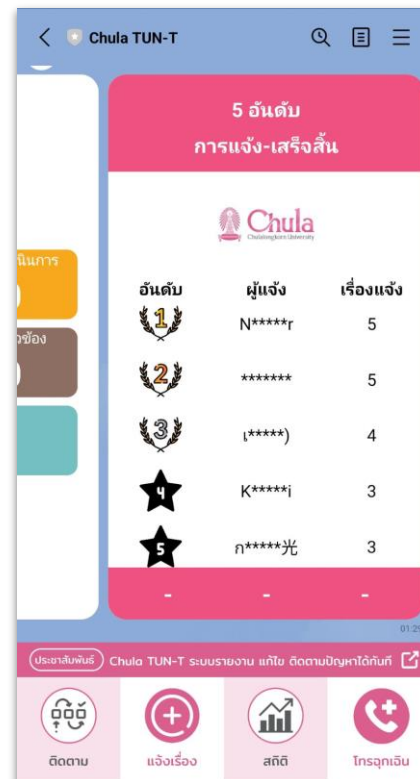 Chula TUN-T
5 อันดับ
การแจ้ง-เสร็จสิ้น
Chula
Chulalongkorn University
นินการ
วข้อง
อันดับ ผู้แจ้ง เรื่องแจ้ง
1 N*****r 5
2 ******* 5
3 เ*****) 4
4 K*****i 3
5 ก*****光 3
- - -
01:29
ประชาสัมพันธ์ Chula TUN-T ระบบรายงาน แก้ไข ติดตามปัญหาได้ทันที
ติดตาม แจ้งเรื่อง สถิติ โทรฉุกเฉิน